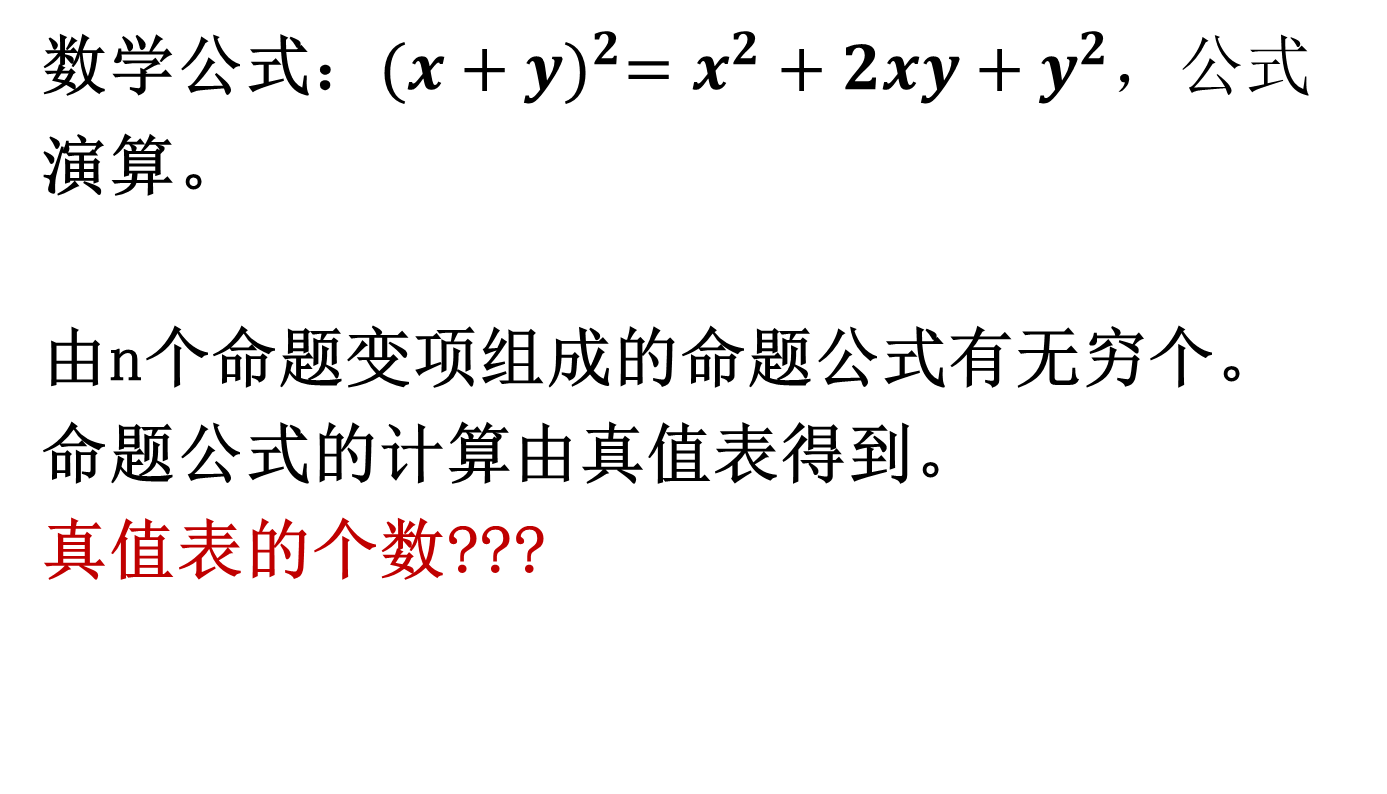 数学公式：(x + y)²= x² + 2xy + y²，公式
演算。
由n个命题变项组成的命题公式有无穷个。
命题公式的计算由真值表得到。
真值表的个数???